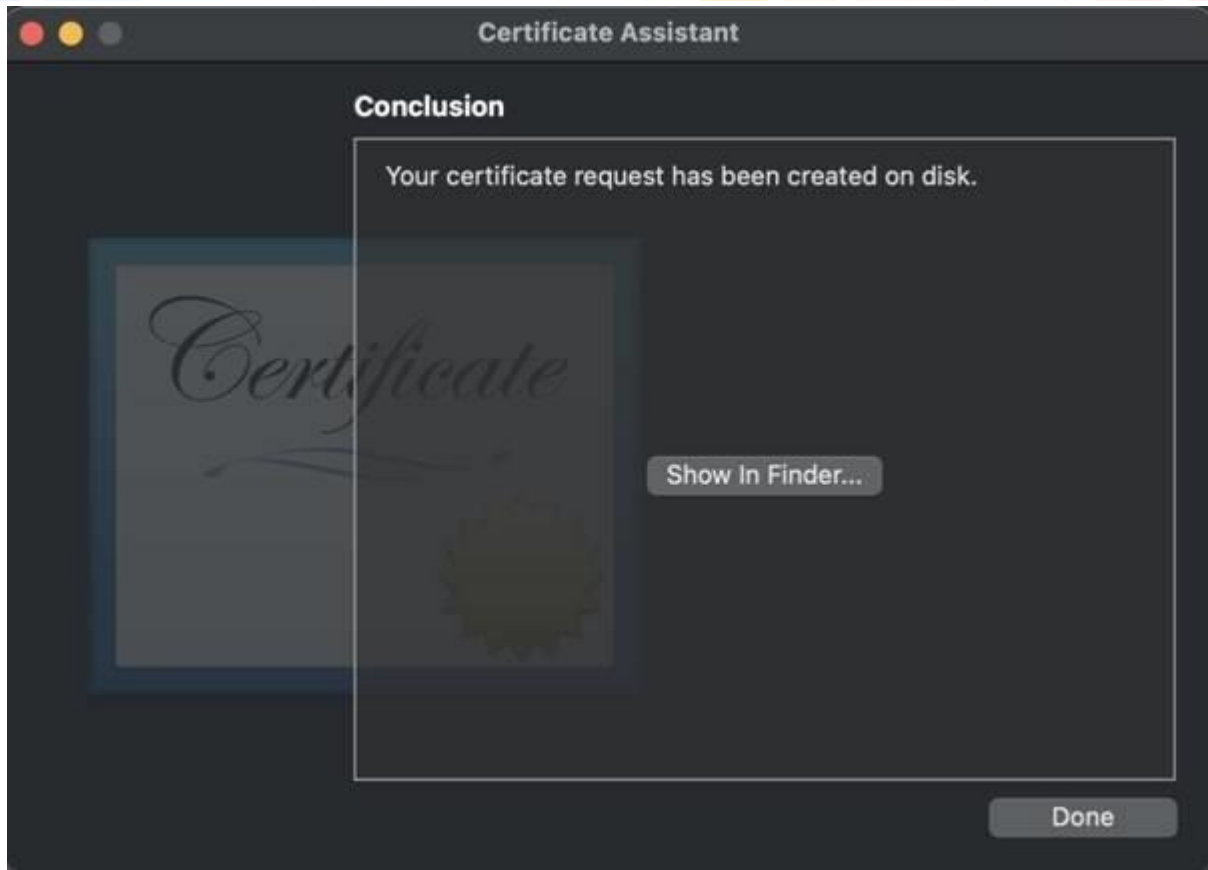 Certificate Assistant
Conclusion
Your certificate request has been created on disk.
Certificate
Show In Finder...
Done